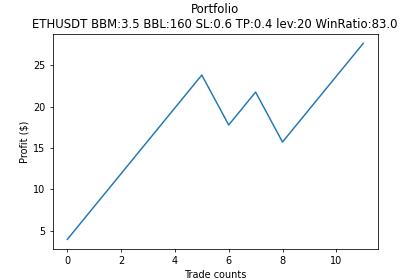 Portfolio
ETHUSDT BBM:3.5 BBL:160 SL:0.6 TP:0.4 lev:20 WinRatio:83.0
Profit ($)
25
20
15
10
5
0 2 4 6 8 10
Trade counts